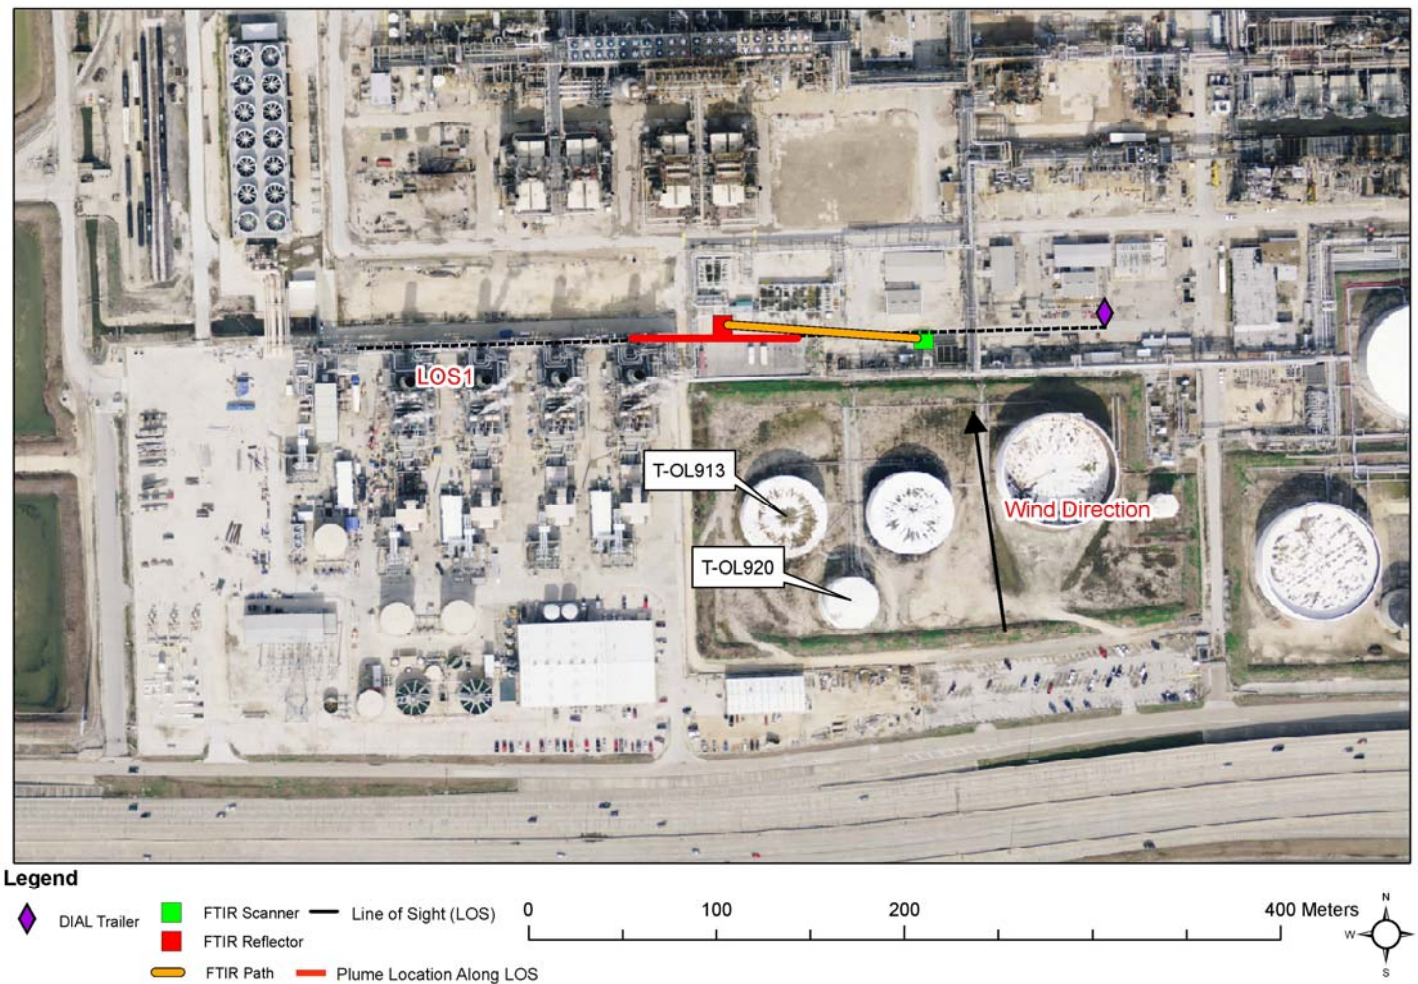 LOS1
T-OL913
Wind Direction
T-OL920
Legend
DIAL Trailer
FTIR Scanner
Line of Sight (LOS)
FTIR Reflector
FTIR Path
Plume Location Along LOS
0 100 200 400 Meters
N
W
S